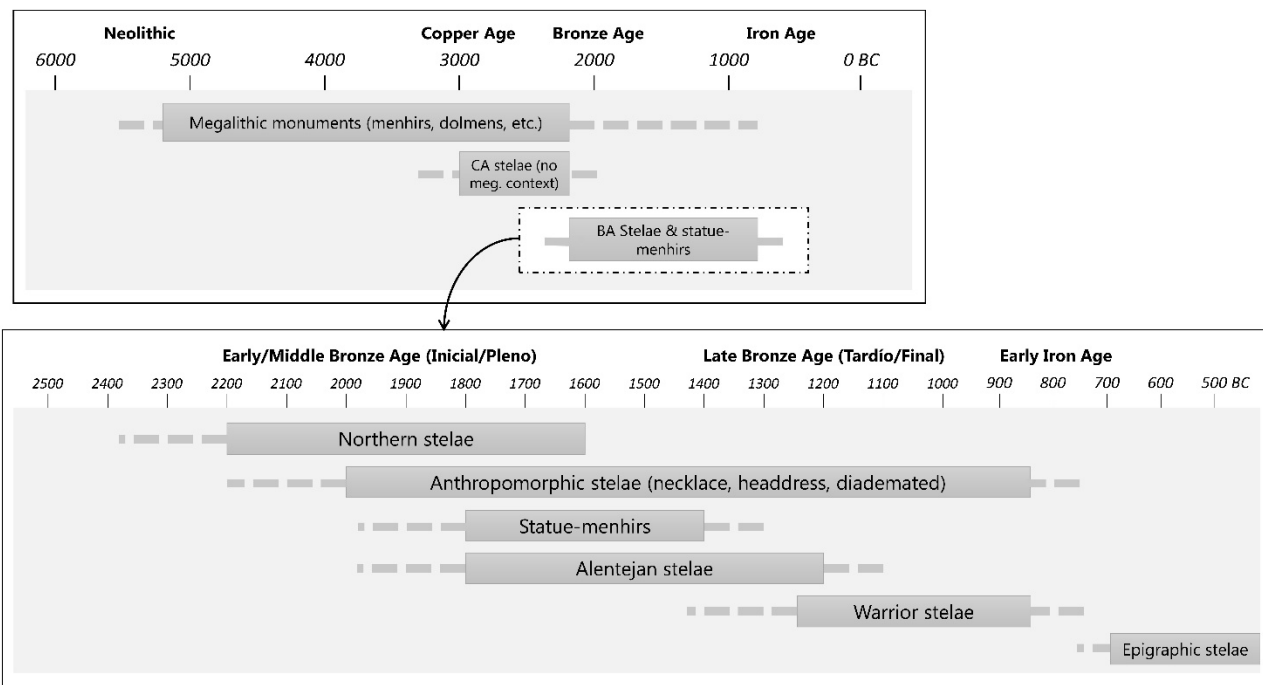 Neolithic Copper Age Bronze Age Iron Age
6000 5000 4000 3000 2000 1000 0 BC
Megalithic monuments (menhirs, dolmens, etc.)
CA stelae (no
meg. context)
BA Stelae & statue-
menhirs
Early/Middle Bronze Age (Inicial/Pleno) Late Bronze Age (Tardío/Final) Early Iron Age
2500 2400 2300 2200 2100 2000 1900 1800 1700 1600 1500 1400 1300 1200 1100 1000 900 800 700 600 500 BC
Northern stelae
Anthropomorphic stelae (necklace, headdress, diademated)
Statue-menhirs
Alentejan stelae
Warrior stelae
Epigraphic stelae